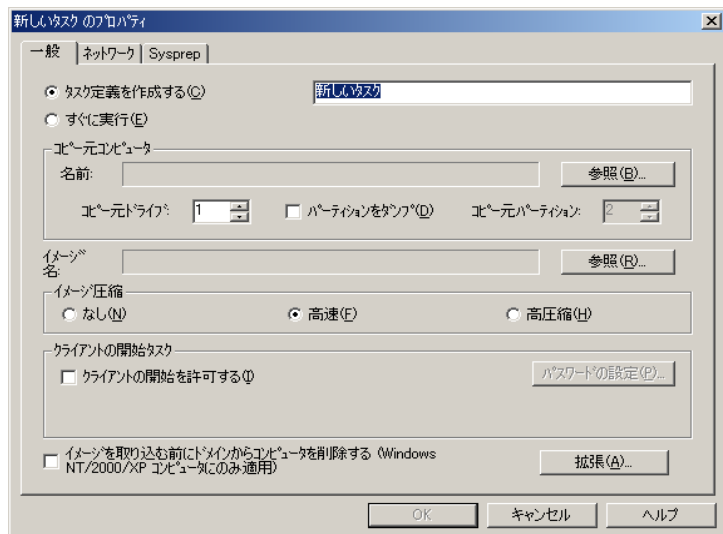 新しいタスク のプロパティ
一般 ネットワーク Sysprep
タスク定義を作成する(C) 新しいタスク
すぐに実行(E)
コピー元コンピュータ
名前: 参照(B)...
コピー元ドライブ: 1 パーティションをダンプ(D) コピー元パーティション: 2
イメージ
名: 参照(R)...
イメージ圧縮
なし(N) 高速(F) 高圧縮(H)
クライアントの開始タスク
クライアントの開始を許可する(I) パスワードの設定(P)...
イメージを取り込む前にドメインからコンピュータを削除する (Windows
NT/2000/XP コンピュータにのみ適用) 拡張(A)...
OK キャンセル ヘルプ